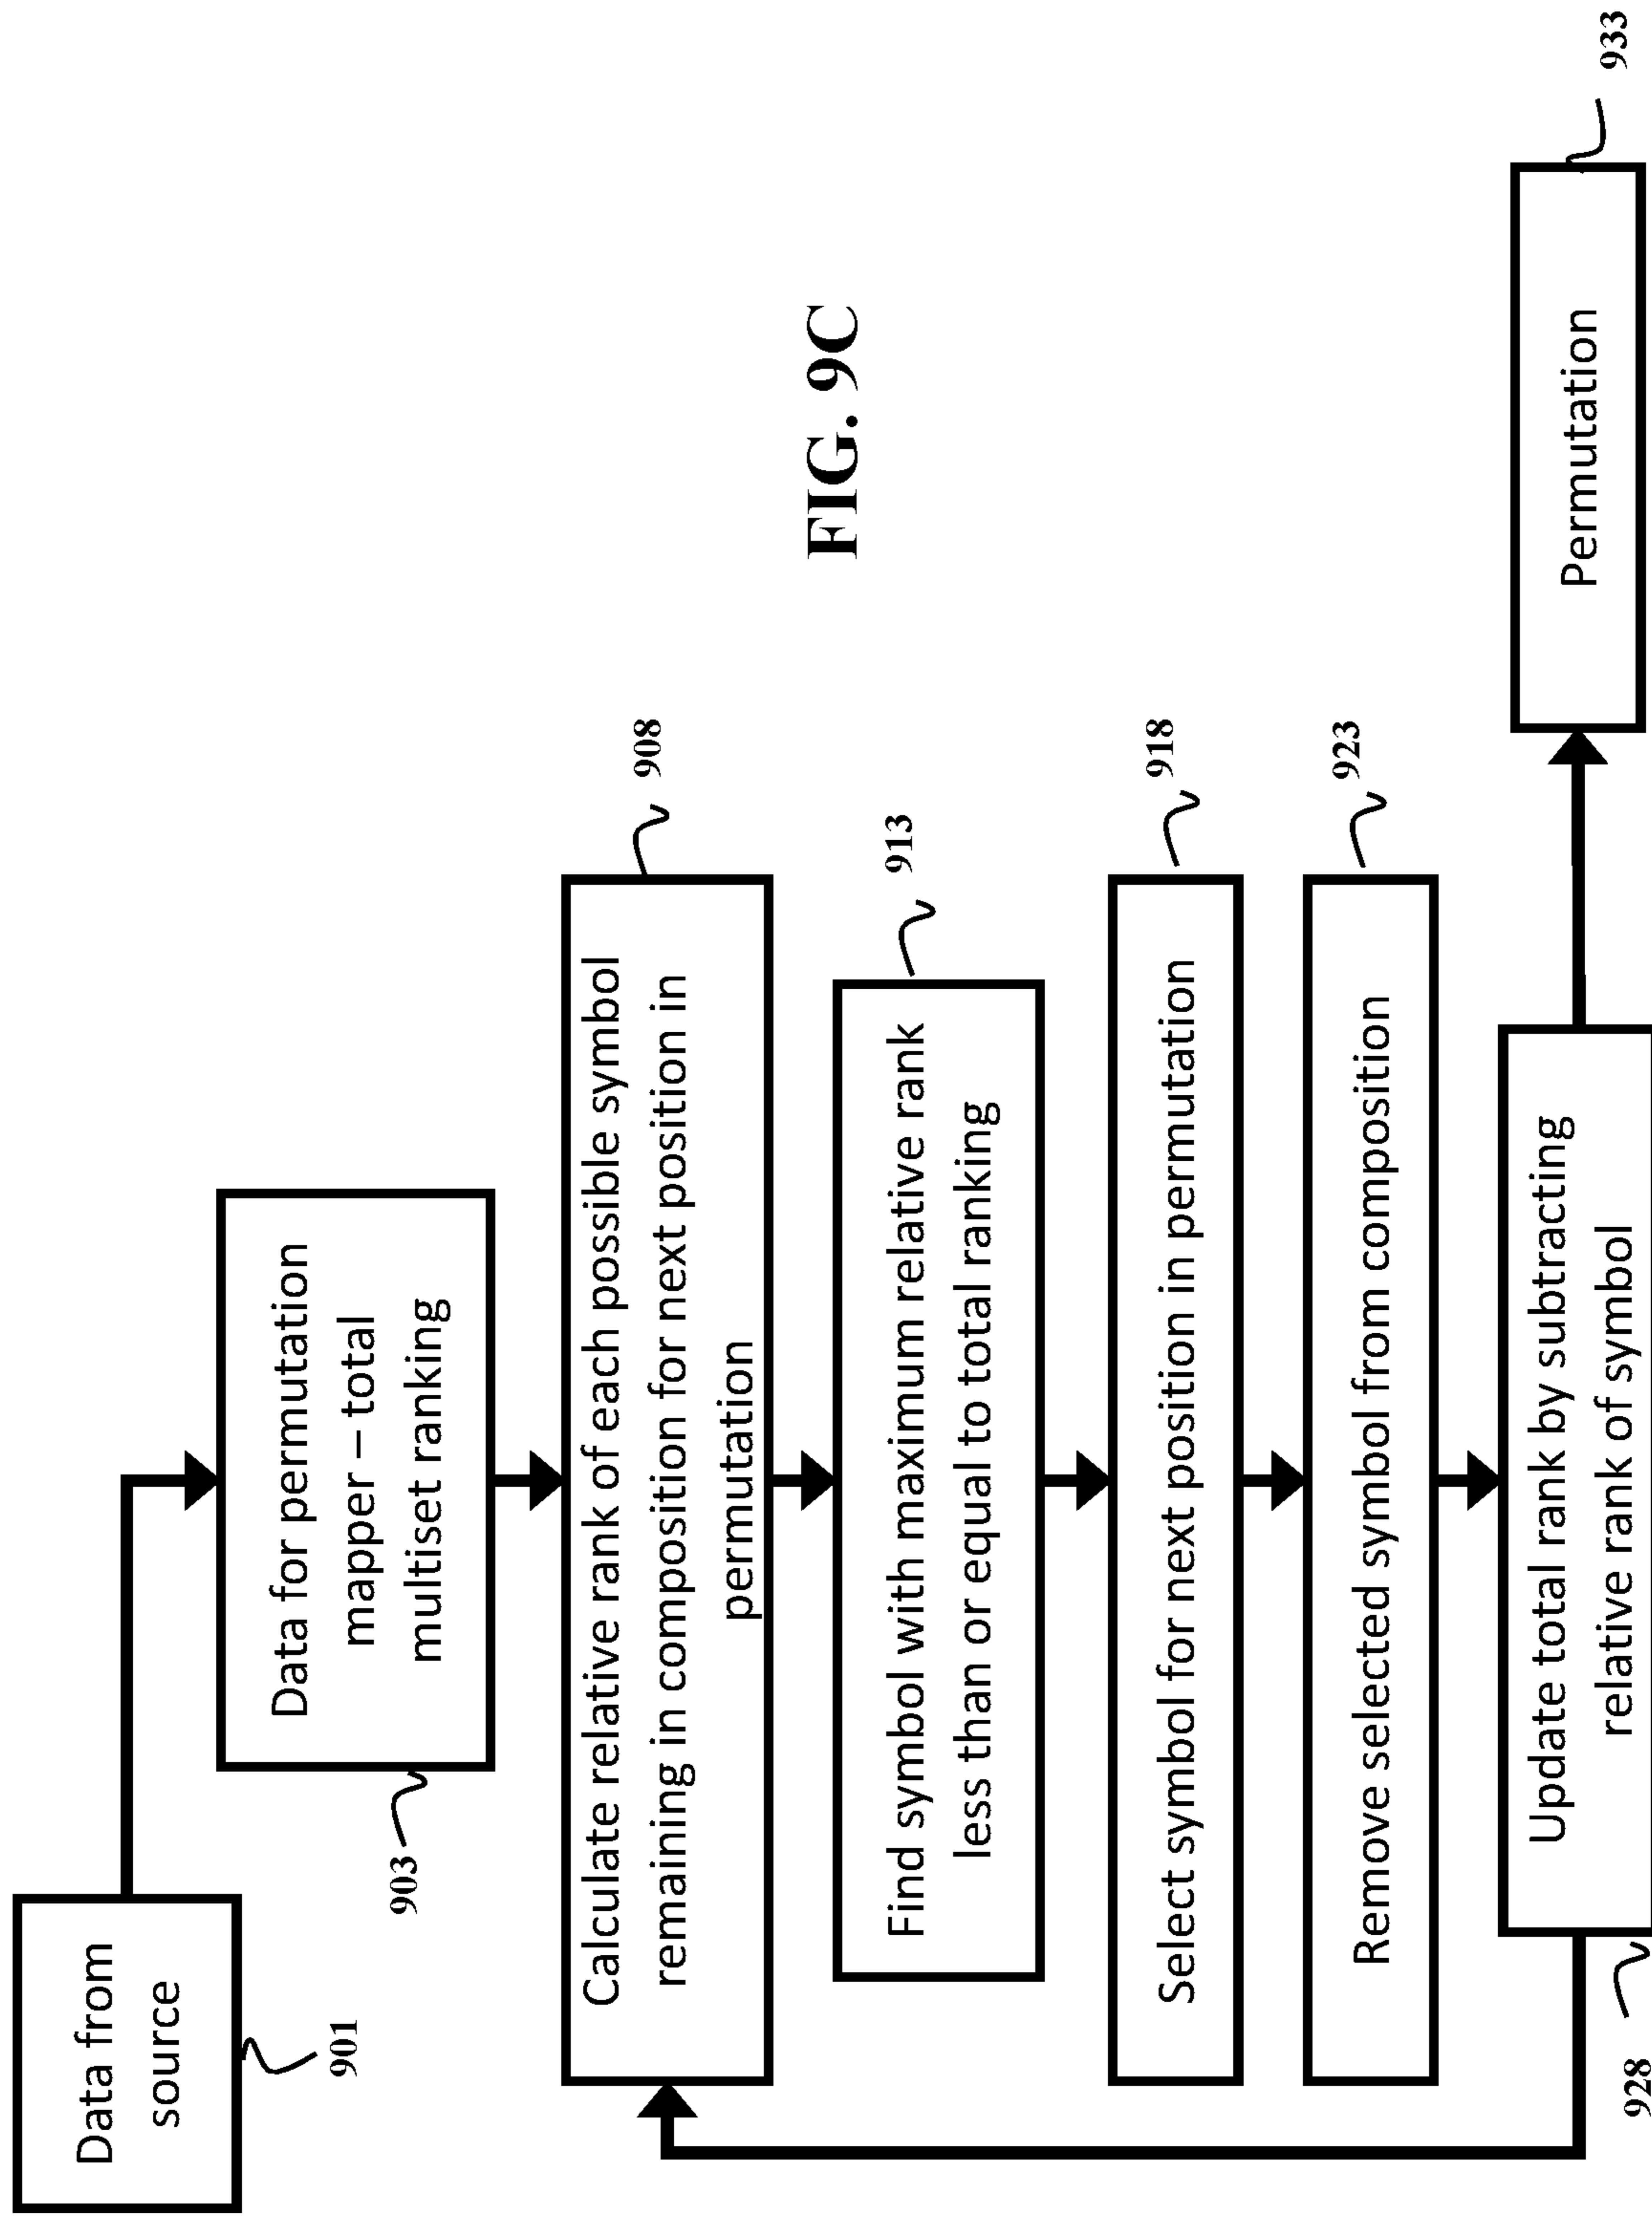 Data from
source
901
Data for permutation
mapper – total
multiset ranking
903
Calculate relative rank of each possible symbol
remaining in composition for next position in
permutation
908
Find symbol with maximum relative rank
less than or equal to total ranking
913
Select symbol for next position in permutation
918
Remove selected symbol from composition
923
Update total rank by subtracting
relative rank of symbol
928
Permutation
933
FIG. 9C